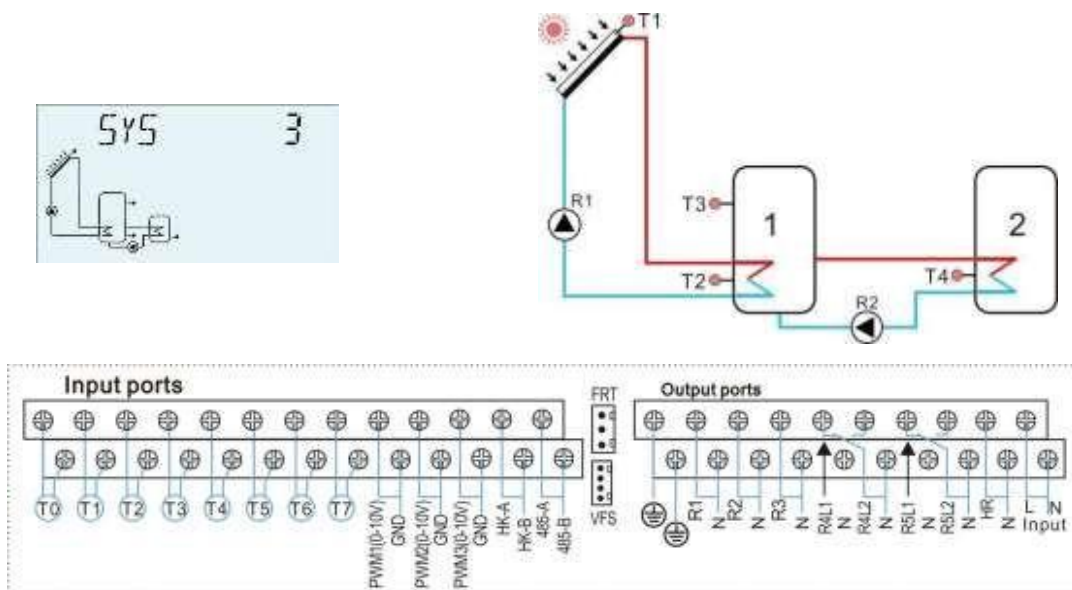 SYS 3
T1
R1
T3
1
T2
2
T4
R2
Input ports
FRT
Output ports
T0 T1 T2 T3 T4 T5 T6 T7 PWM1(0-10V) GND PWM2(0-10V) GND PWM3(0-10V) GND HK-A HK-B 485-A 485-B
VFS
R1 N R2 N R3 N R4L1 N R4L2 N R5L1 N R5L2 N HR N L N
Input